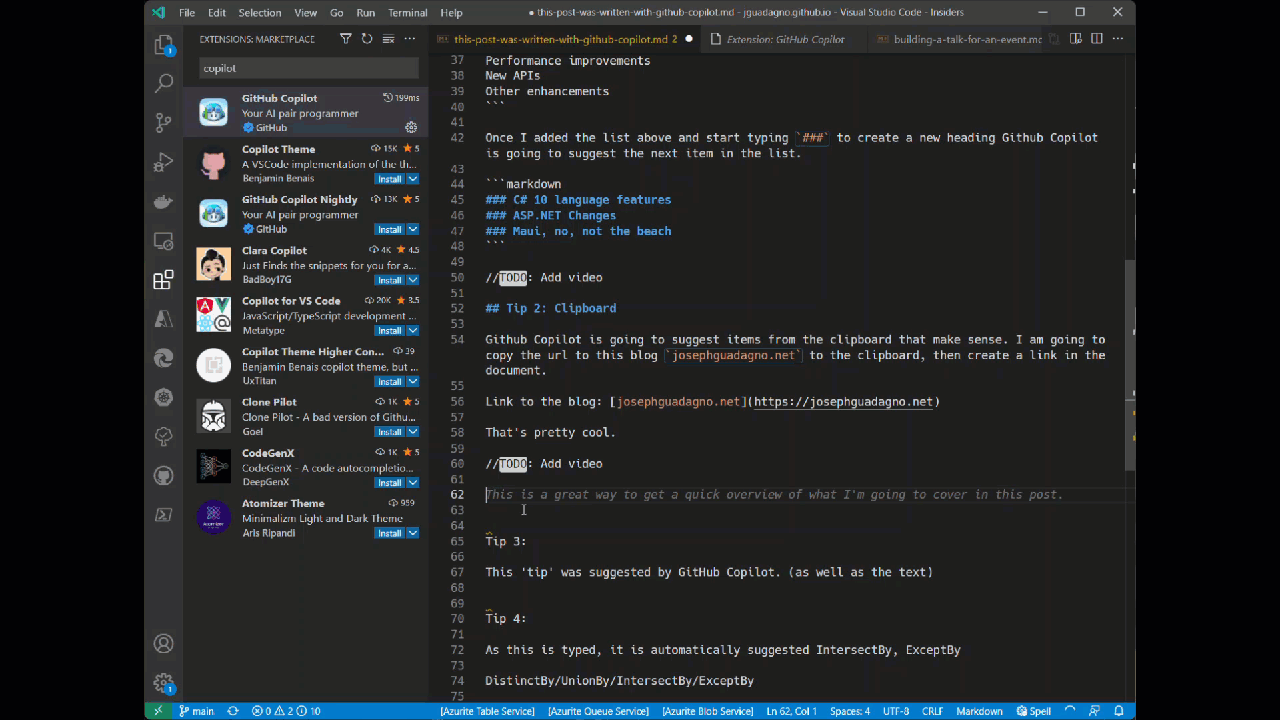 File Edit Selection View Go Run Terminal Help
● this-post-was-written-with-github-copilot.md - jguadagno.github.io - Visual Studio Code - Insiders
EXTENSIONS: MARKETPLACE
copilot
GitHub Copilot 199ms
Your AI pair programmer
GitHub
Copilot Theme 15K ★ 5
A VSCode implementation of the th...
Benjamin Benais Install
GitHub Copilot Nightly 13K ★ 5
Your AI pair programmer
GitHub Install
Clara Copilot 4K ★ 4.5
Just Finds the snippets for you for a...
BadBoy17G Install
Copilot for VS Code 20K ★ 3.5
JavaScript/TypeScript development ...
Metatype Install
Copilot Theme Higher Con... 39
Benjamin Benais copilot theme, but ...
UxTitan Install
Clone Pilot 1K ★ 5
Clone Pilot - A bad version of Githu...
Goel Install
CodeGenX 1K ★ 5
CodeGenX - A code autocompletio...
DeepGenX Install
Atomizer Theme 959
Minimalizm Light and Dark Theme
Aris Ripandi Install
this-post-was-written-with-github-copilot.md 2 ● Extension: GitHub Copilot building-a-talk-for-an-event.md
37 Performance improvements
38 New APIs
39 Other enhancements
40 ```
41
42 Once I added the list above and start typing `###` to create a new heading Github Copilot
is going to suggest the next item in the list.
43
44 ```markdown
45 ### C# 10 language features
46 ### ASP.NET Changes
47 ### Maui, no, not the beach
48 ```
49
50 //TODO: Add video
51
52 ## Tip 2: Clipboard
53
54 Github Copilot is going to suggest items from the clipboard that make sense. I am going to
copy the url to this blog `josephguadagno.net` to the clipboard, then create a link in the
document.
55
56 Link to the blog: [josephguadagno.net](https://josephguadagno.net)
57
58 That's pretty cool.
59
60 //TODO: Add video
61
62 This is a great way to get a quick overview of what I'm going to cover in this post.
63
64
65 Tip 3:
66
67 This 'tip' was suggested by GitHub Copilot. (as well as the text)
68
69
70 Tip 4:
71
72 As this is typed, it is automatically suggested IntersectBy, ExceptBy
73
74 DistinctBy/UnionBy/IntersectBy/ExceptBy
75
1
1
main 0 2 10 [Azurite Table Service] [Azurite Queue Service] [Azurite Blob Service] Ln 62, Col 1 Spaces: 4 UTF-8 CRLF Markdown Spell